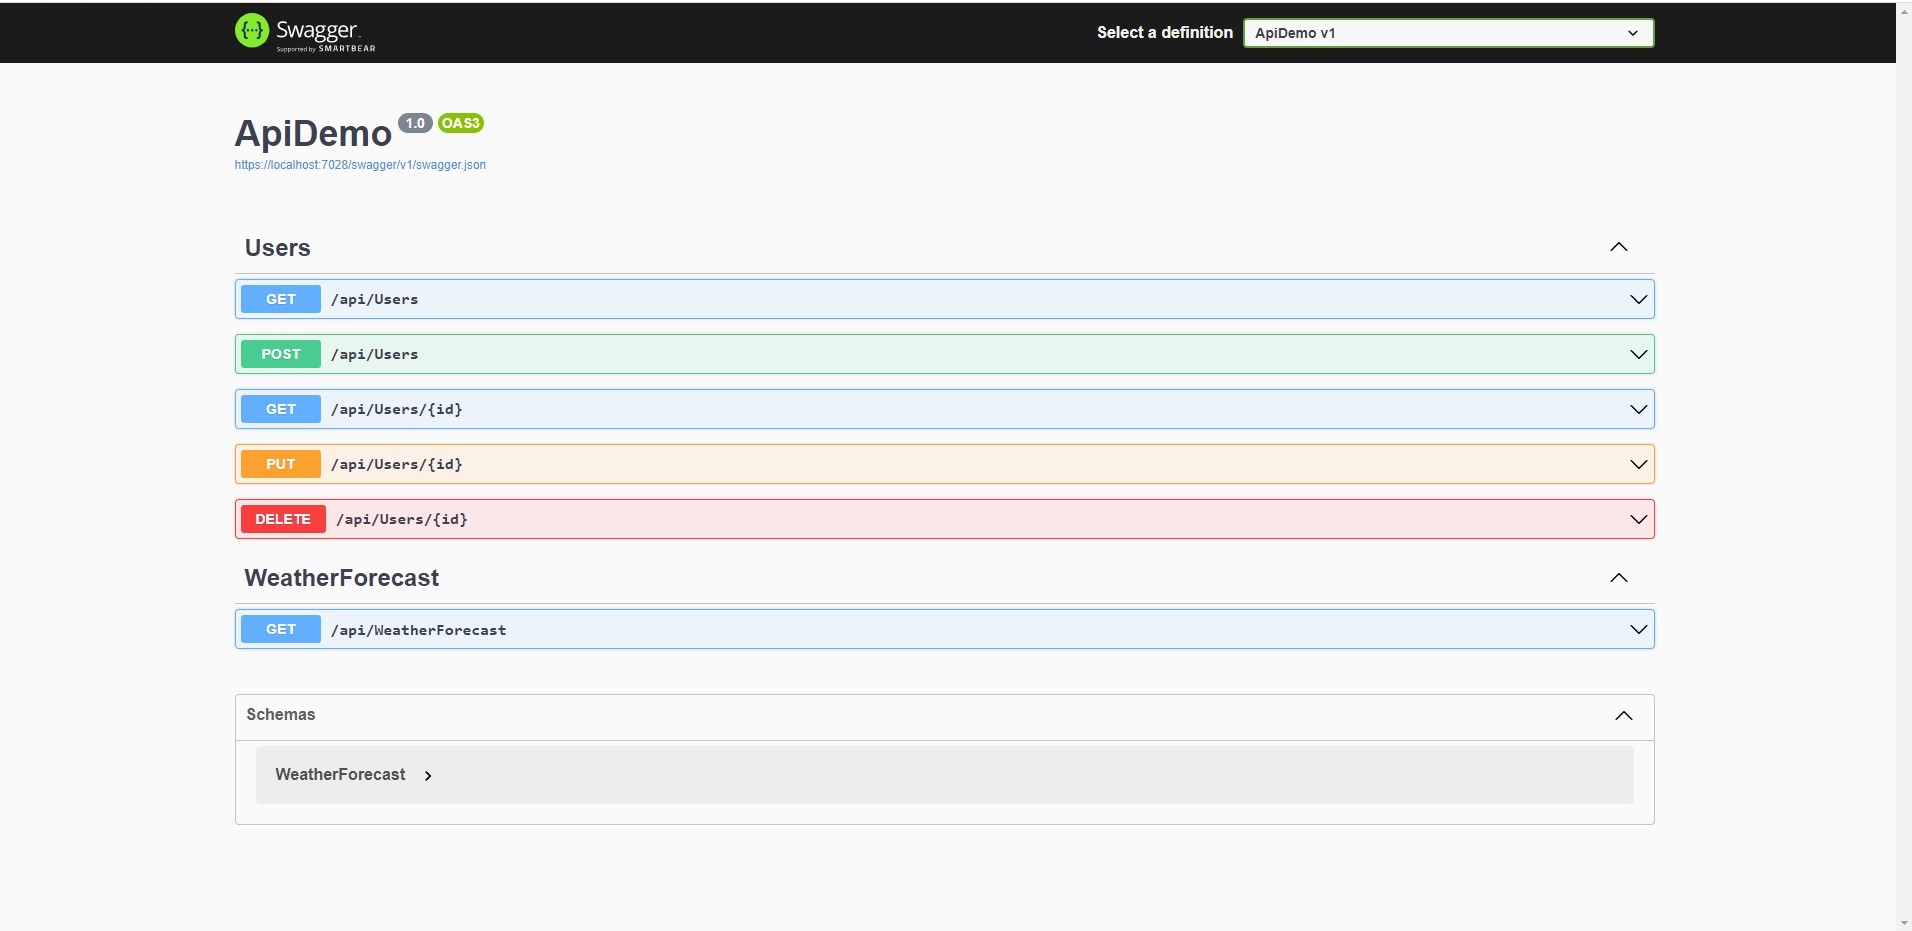 {··} Swagger.
Supported by SMARTBEAR
Select a definition
ApiDemo v1
ApiDemo 1.0 OAS3
https://localhost:7028/swagger/v1/swagger.json
Users
GET /api/Users
POST /api/Users
GET /api/Users/{id}
PUT /api/Users/{id}
DELETE /api/Users/{id}
WeatherForecast
GET /api/WeatherForecast
Schemas
WeatherForecast